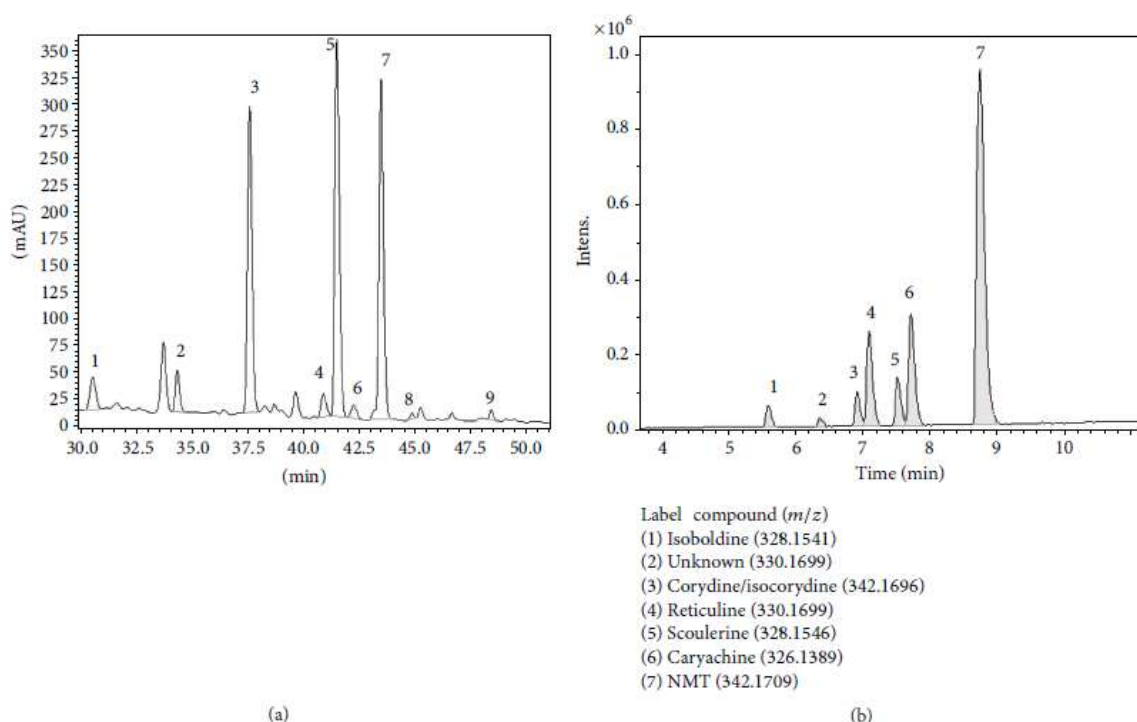 350
325
300
275
250
225
200
175
150
125
100
75
50
25
0
(mAU)
1
2
3
4
5
6
7
8
9
30.0 32.5 35.0 37.5 40.0 42.5 45.0 47.5 50.0
(min)
(a)
×10⁶
1.0
0.8
0.6
0.4
0.2
0.0
Intens.
1
2
3
4
5
6
7
4 5 6 7 8 9 10
Time (min)
Label compound (m/z)
(1) Isoboldine (328.1541)
(2) Unknown (330.1699)
(3) Corydine/isocorydine (342.1696)
(4) Reticuline (330.1699)
(5) Scoulerine (328.1546)
(6) Caryachine (326.1389)
(7) NMT (342.1709)
(b)